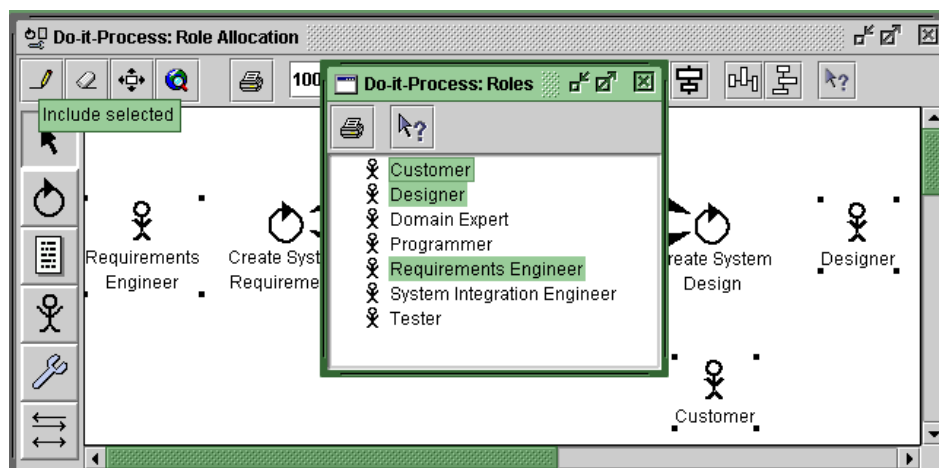 Do-it-Process: Role Allocation
100
Do-it-Process: Roles
?
Include selected
?
Customer
Designer
Domain Expert
Programmer
Requirements Engineer
System Integration Engineer
Tester
Requirements
Engineer
Create Syst
Requireme
reate System
Design
Designer
Customer